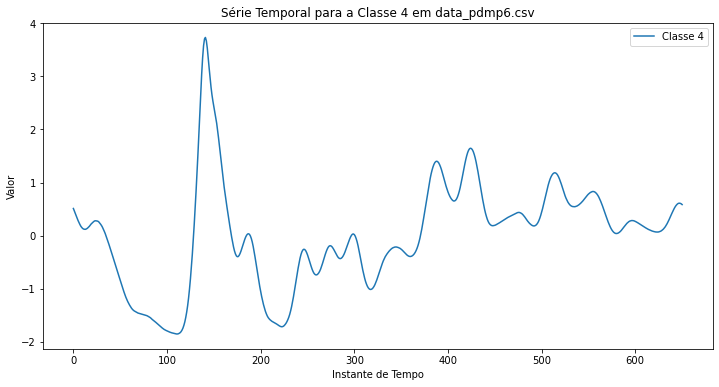 Série Temporal para a Classe 4 em data_pdmp6.csv
Classe 4
Valor
4
3
2
1
0
−1
−2
0 100 200 300 400 500 600
Instante de Tempo